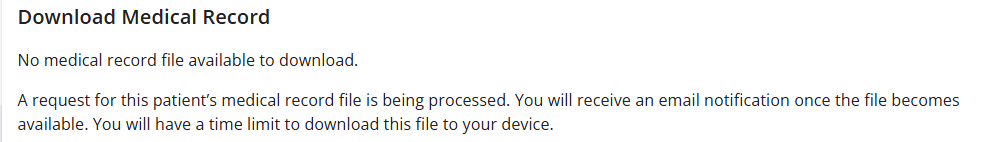 Download Medical Record
No medical record file available to download.
A request for this patient’s medical record file is being processed. You will receive an email notification once the file becomes
available. You will have a time limit to download this file to your device.